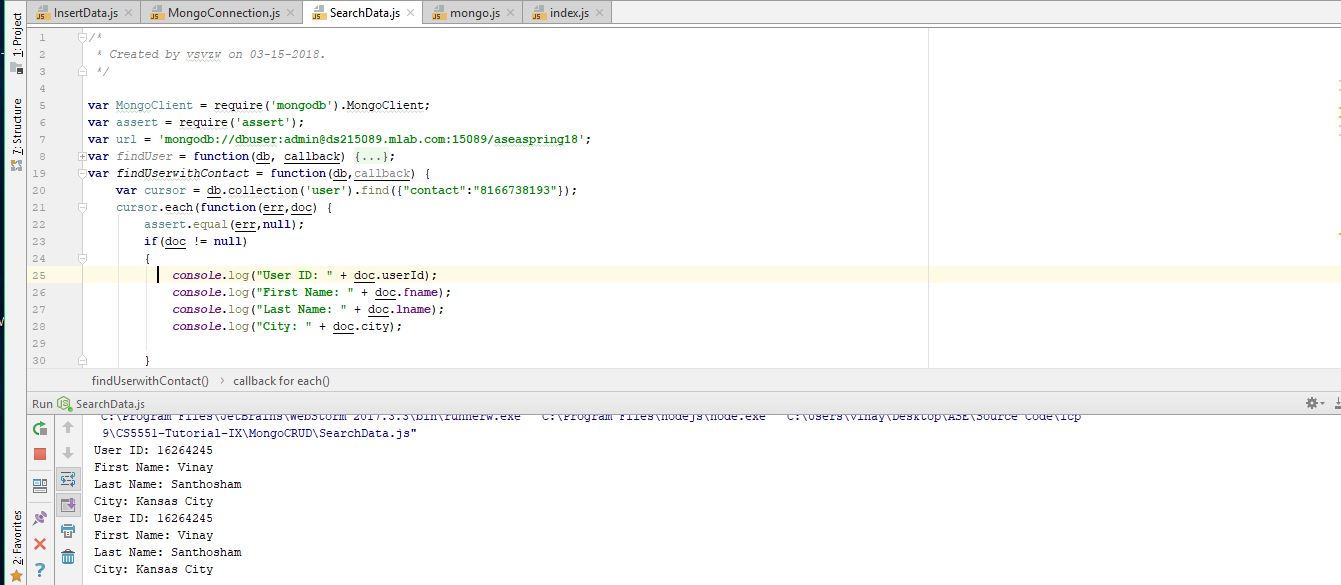 InsertData.js
MongoConnection.js
SearchData.js
mongo.js
index.js
1: Project
7: Structure
2: Favorites
1 /*
2 * Created by vsvzw on 03-15-2018.
3 */
4
5 var MongoClient = require('mongodb').MongoClient;
6 var assert = require('assert');
7 var url = 'mongodb://dbuser:admin@ds215089.mlab.com:15089/aseaspring18';
8 var findUser = function(db, callback) {...};
19 var findUserwithContact = function(db,callback) {
20 var cursor = db.collection('user').find({"contact":"8166738193"});
21 cursor.each(function(err,doc) {
22 assert.equal(err,null);
23 if(doc != null)
24 {
25 console.log("User ID: " + doc.userId);
26 console.log("First Name: " + doc.fname);
27 console.log("Last Name: " + doc.lname);
28 console.log("City: " + doc.city);
29
30 }
findUserwithContact() › callback for each()
Run SearchData.js
"C:\Program Files\JetBrains\WebStorm 2017.3.3\bin\runnerw.exe" "C:\Program Files\nodejs\node.exe" "C:\Users\vinay\Desktop\ASE\Source Code\icp
9\CS5551-Tutorial-IX\MongoCRUD\SearchData.js"
User ID: 16264245
First Name: Vinay
Last Name: Santhosham
City: Kansas City
User ID: 16264245
First Name: Vinay
Last Name: Santhosham
City: Kansas City